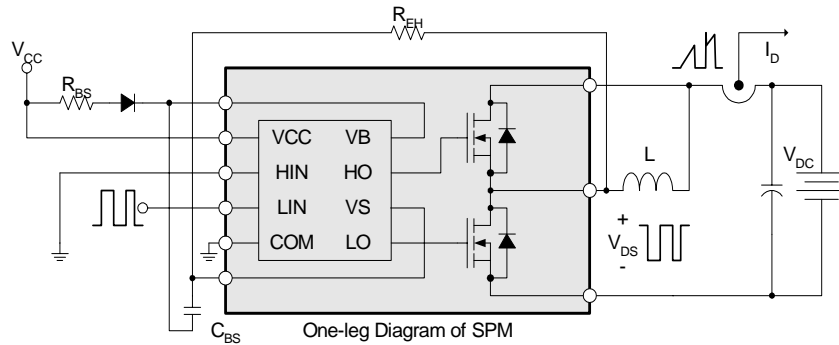 R_EH
V_CC
R_BS
I_D
VCC VB
HIN HO
LIN VS
COM LO
L
V_DC
+
V_DS
-
C_BS
One-leg Diagram of SPM